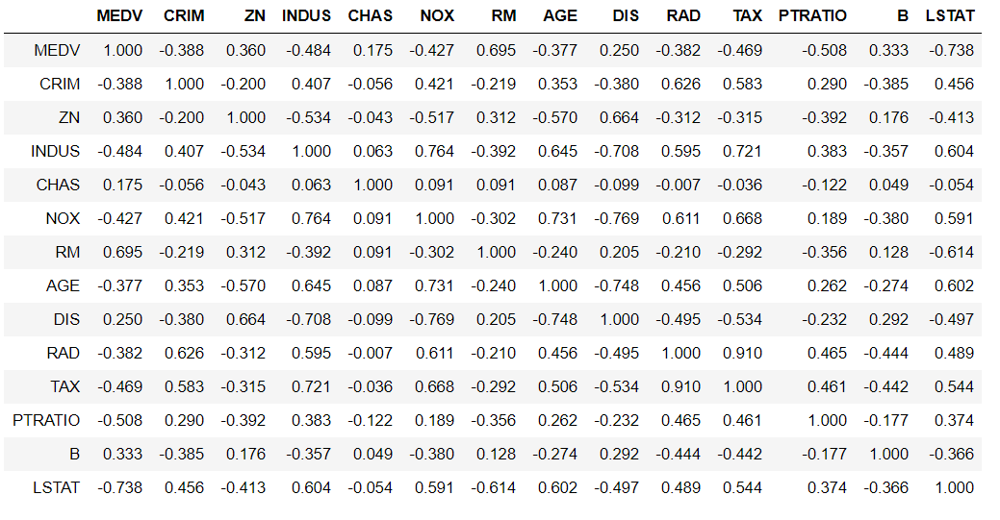 MEDV CRIM ZN INDUS CHAS NOX RM AGE DIS RAD TAX PTRATIO B LSTAT
MEDV 1.000 -0.388 0.360 -0.484 0.175 -0.427 0.695 -0.377 0.250 -0.382 -0.469 -0.508 0.333 -0.738
CRIM -0.388 1.000 -0.200 0.407 -0.056 0.421 -0.219 0.353 -0.380 0.626 0.583 0.290 -0.385 0.456
ZN 0.360 -0.200 1.000 -0.534 -0.043 -0.517 0.312 -0.570 0.664 -0.312 -0.315 -0.392 0.176 -0.413
INDUS -0.484 0.407 -0.534 1.000 0.063 0.764 -0.392 0.645 -0.708 0.595 0.721 0.383 -0.357 0.604
CHAS 0.175 -0.056 -0.043 0.063 1.000 0.091 0.091 0.087 -0.099 -0.007 -0.036 -0.122 0.049 -0.054
NOX -0.427 0.421 -0.517 0.764 0.091 1.000 -0.302 0.731 -0.769 0.611 0.668 0.189 -0.380 0.591
RM 0.695 -0.219 0.312 -0.392 0.091 -0.302 1.000 -0.240 0.205 -0.210 -0.292 -0.356 0.128 -0.614
AGE -0.377 0.353 -0.570 0.645 0.087 0.731 -0.240 1.000 -0.748 0.456 0.506 0.262 -0.274 0.602
DIS 0.250 -0.380 0.664 -0.708 -0.099 -0.769 0.205 -0.748 1.000 -0.495 -0.534 -0.232 0.292 -0.497
RAD -0.382 0.626 -0.312 0.595 -0.007 0.611 -0.210 0.456 -0.495 1.000 0.910 0.465 -0.444 0.489
TAX -0.469 0.583 -0.315 0.721 -0.036 0.668 -0.292 0.506 -0.534 0.910 1.000 0.461 -0.442 0.544
PTRATIO -0.508 0.290 -0.392 0.383 -0.122 0.189 -0.356 0.262 -0.232 0.465 0.461 1.000 -0.177 0.374
B 0.333 -0.385 0.176 -0.357 0.049 -0.380 0.128 -0.274 0.292 -0.444 -0.442 -0.177 1.000 -0.366
LSTAT -0.738 0.456 -0.413 0.604 -0.054 0.591 -0.614 0.602 -0.497 0.489 0.544 0.374 -0.366 1.000